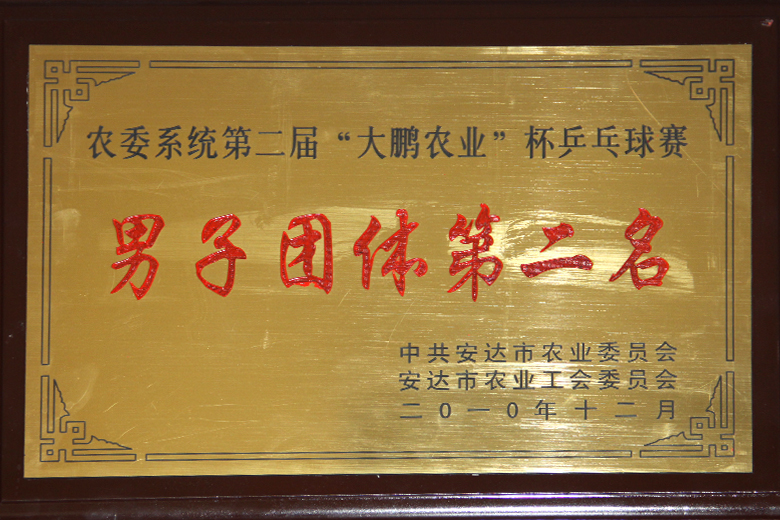 农委系统第二届“大鹏农业”杯乒乓球赛
男子团体第二名
中共安达市农业委员会
安达市农业工会委员会
二0一0年十二月